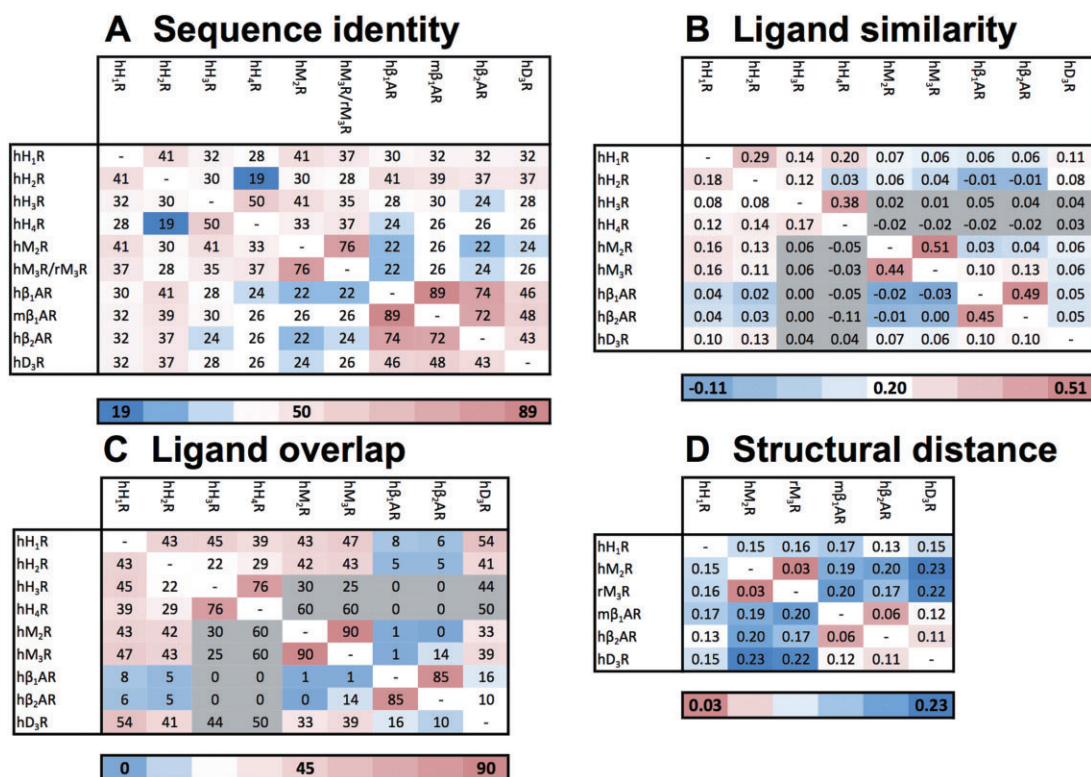 A Sequence identity
hH₁R hH₂R hH₃R hH₄R hM₂R hM₃R/rM₃R hβ₁AR mβ₁AR hβ₂AR hD₃R
hH₁R - 41 32 28 41 37 30 32 32 32
hH₂R 41 - 30 19 30 28 41 39 37 37
hH₃R 32 30 - 50 41 35 28 30 24 28
hH₄R 28 19 50 - 33 37 24 26 26 26
hM₂R 41 30 41 33 - 76 22 26 22 24
hM₃R/rM₃R 37 28 35 37 76 - 22 26 24 26
hβ₁AR 30 41 28 24 22 22 - 89 74 46
mβ₁AR 32 39 30 26 26 26 89 - 72 48
hβ₂AR 32 37 24 26 22 24 74 72 - 43
hD₃R 32 37 28 26 24 26 46 48 43 -
19 50 89
B Ligand similarity
hH₁R hH₂R hH₃R hH₄R hM₂R hM₃R hβ₁AR hβ₂AR hD₃R
hH₁R - 0.29 0.14 0.20 0.07 0.06 0.06 0.06 0.11
hH₂R 0.18 - 0.12 0.03 0.06 0.04 -0.01 -0.01 0.08
hH₃R 0.08 0.08 - 0.38 0.02 0.01 0.05 0.04 0.04
hH₄R 0.12 0.14 0.17 - -0.02 -0.02 -0.02 -0.02 0.03
hM₂R 0.16 0.13 0.06 -0.05 - 0.51 0.03 0.04 0.06
hM₃R 0.16 0.11 0.06 -0.03 0.44 - 0.10 0.13 0.06
hβ₁AR 0.04 0.02 0.00 -0.05 -0.02 -0.03 - 0.49 0.05
hβ₂AR 0.04 0.03 0.00 -0.11 -0.01 0.00 0.45 - 0.05
hD₃R 0.10 0.13 0.04 0.04 0.07 0.06 0.10 0.10 -
-0.11 0.20 0.51
C Ligand overlap
hH₁R hH₂R hH₃R hH₄R hM₂R hM₃R hβ₁AR hβ₂AR hD₃R
hH₁R - 43 45 39 43 47 8 6 54
hH₂R 43 - 22 29 42 43 5 5 41
hH₃R 45 22 - 76 30 25 0 0 44
hH₄R 39 29 76 - 60 60 0 0 50
hM₂R 43 42 30 60 - 90 1 0 33
hM₃R 47 43 25 60 90 - 1 14 39
hβ₁AR 8 5 0 0 1 1 - 85 16
hβ₂AR 6 5 0 0 0 14 85 - 10
hD₃R 54 41 44 50 33 39 16 10 -
0 45 90
D Structural distance
hH₁R hM₂R rM₃R mβ₁AR hβ₂AR hD₃R
hH₁R - 0.15 0.16 0.17 0.13 0.15
hM₂R 0.15 - 0.03 0.19 0.20 0.23
rM₃R 0.16 0.03 - 0.20 0.17 0.22
mβ₁AR 0.17 0.19 0.20 - 0.06 0.12
hβ₂AR 0.13 0.20 0.17 0.06 - 0.11
hD₃R 0.15 0.23 0.22 0.12 0.11 -
0.03 0.23